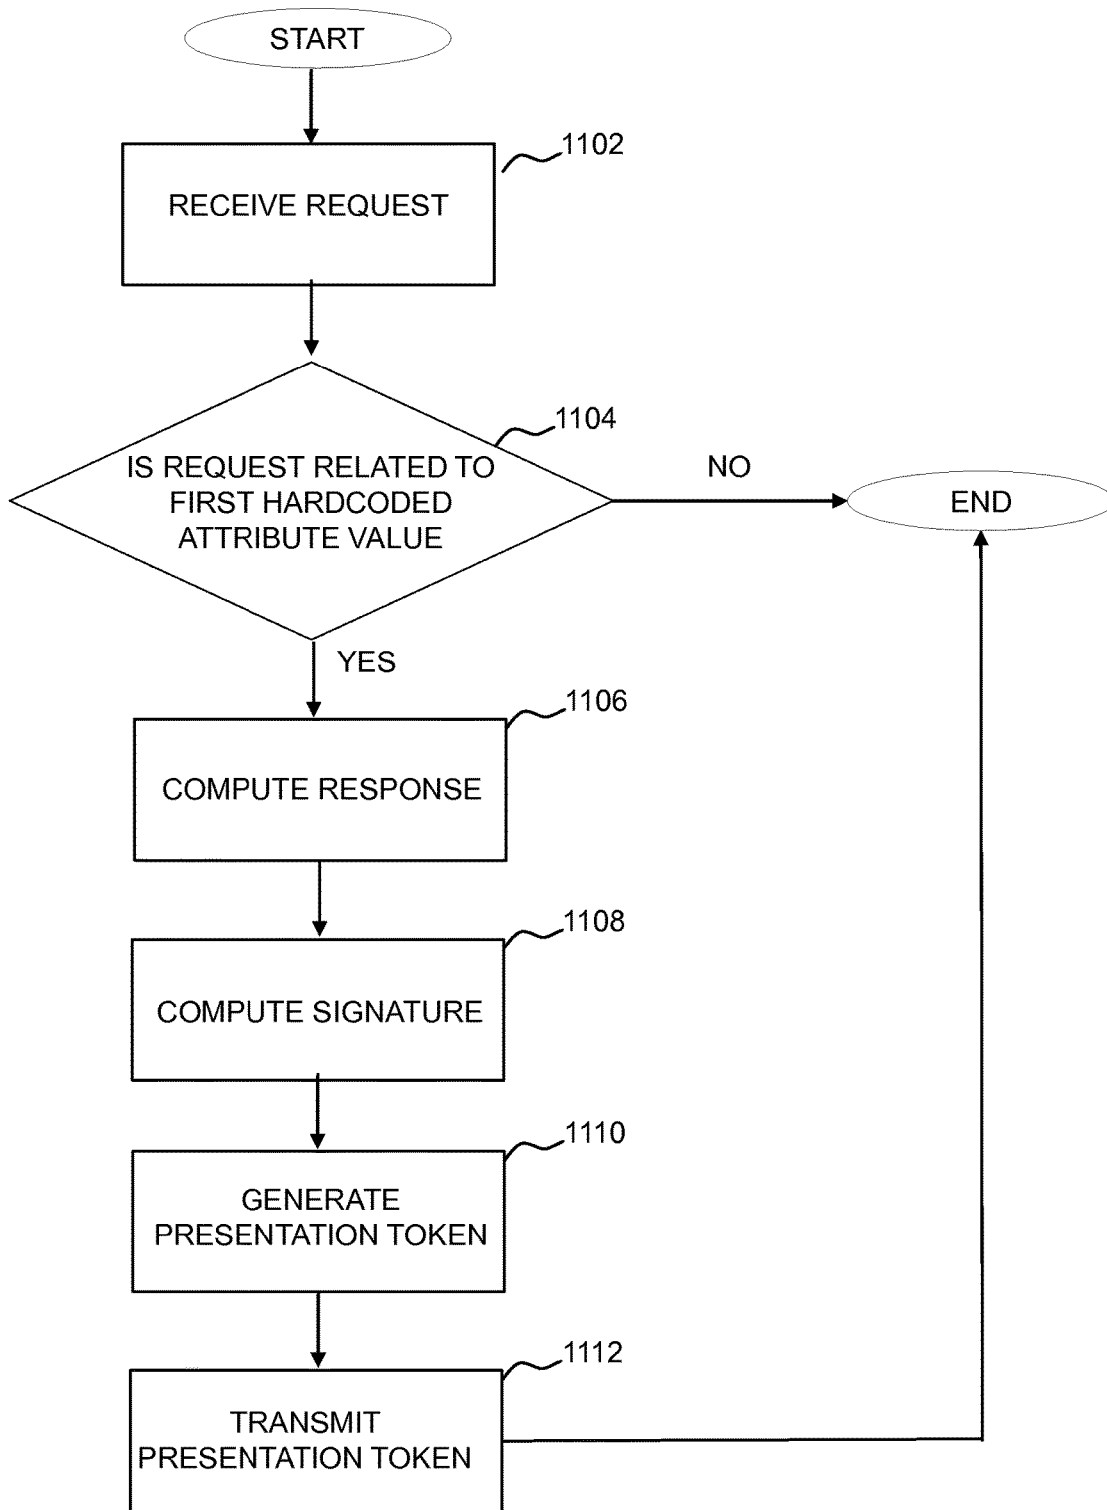 START
1102
RECEIVE REQUEST
1104
IS REQUEST RELATED TO
FIRST HARDCODED
ATTRIBUTE VALUE
NO
END
YES
1106
COMPUTE RESPONSE
1108
COMPUTE SIGNATURE
1110
GENERATE
PRESENTATION TOKEN
1112
TRANSMIT
PRESENTATION TOKEN